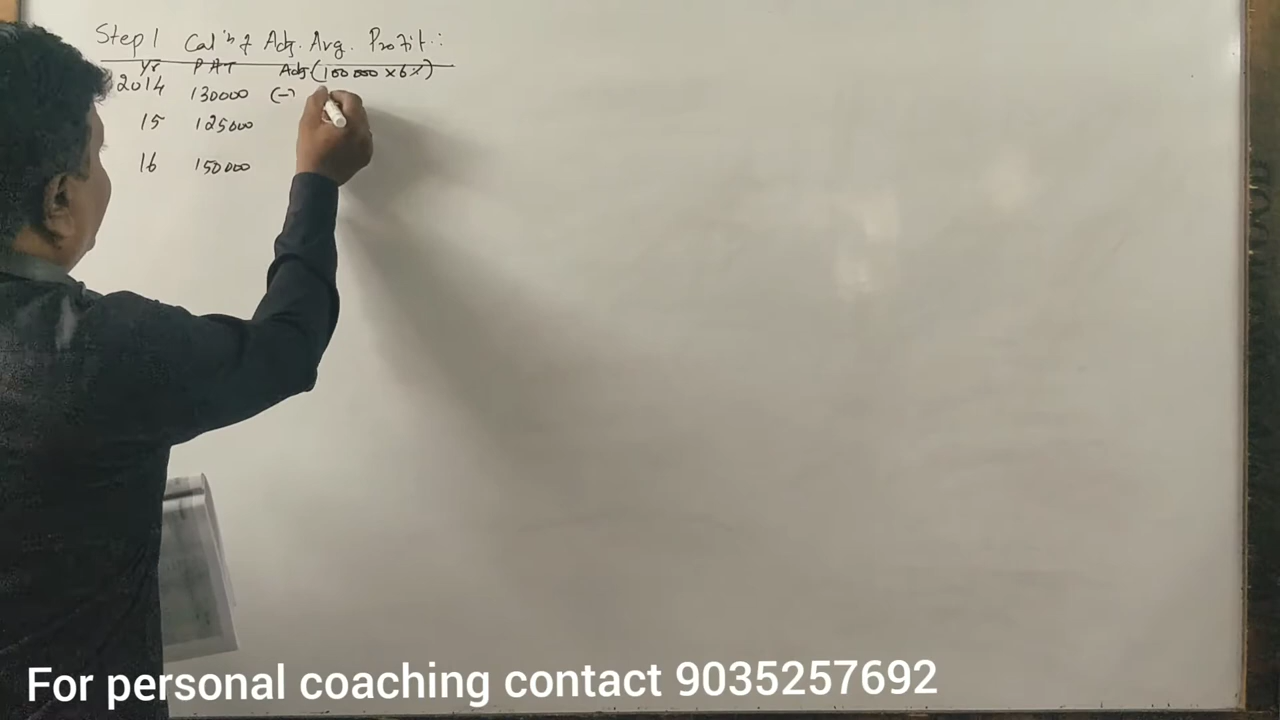 Step 1 Cal'n of Adj. Avg. Profit:
Yr PAT Adj (100000 x 6%)
2014 130000 (-)
15 125000
16 150000
For personal coaching contact 9035257692